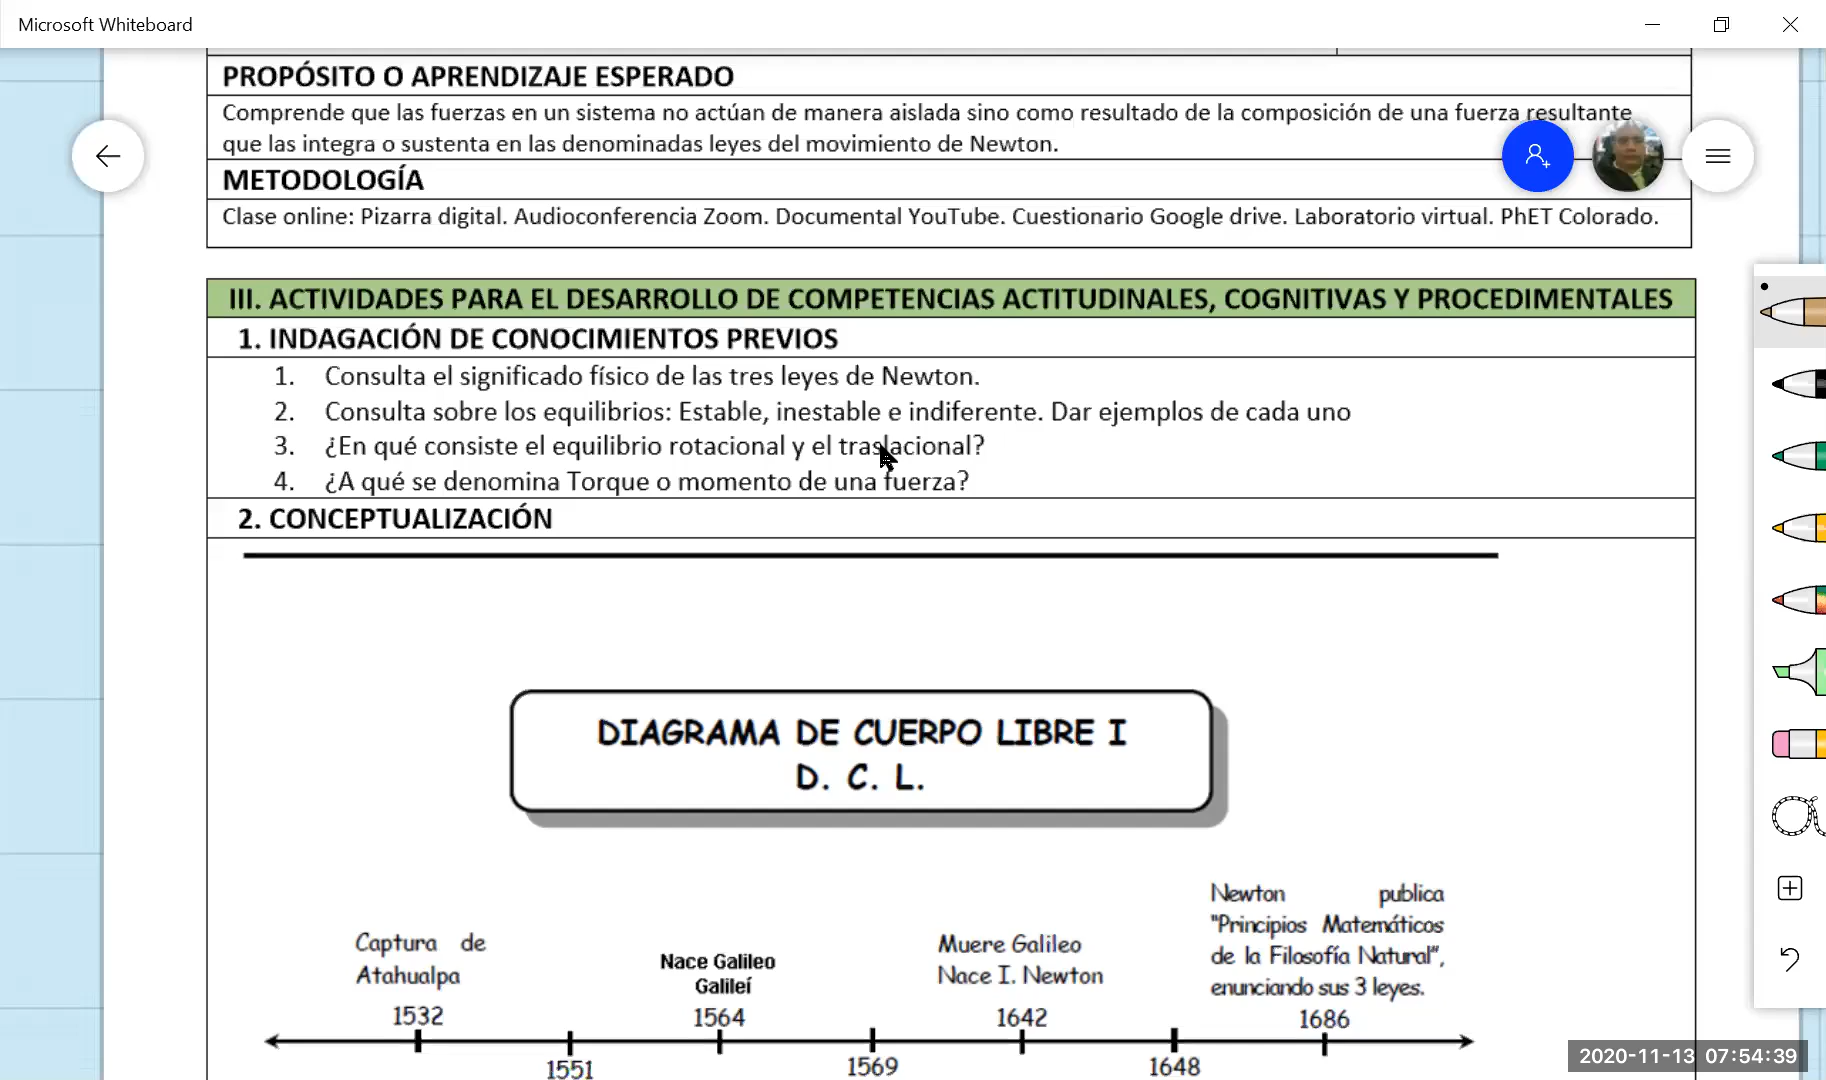 Microsoft Whiteboard
PROPÓSITO O APRENDIZAJE ESPERADO
Comprende que las fuerzas en un sistema no actúan de manera aislada sino como resultado de la composición de una fuerza resultante
que las integra o sustenta en las denominadas leyes del movimiento de Newton.
METODOLOGÍA
Clase online: Pizarra digital. Audioconferencia Zoom. Documental YouTube. Cuestionario Google drive. Laboratorio virtual. PhET Colorado.
III. ACTIVIDADES PARA EL DESARROLLO DE COMPETENCIAS ACTITUDINALES, COGNITIVAS Y PROCEDIMENTALES
1. INDAGACIÓN DE CONOCIMIENTOS PREVIOS
1. Consulta el significado físico de las tres leyes de Newton.
2. Consulta sobre los equilibrios: Estable, inestable e indiferente. Dar ejemplos de cada uno
3. ¿En qué consiste el equilibrio rotacional y el traslacional?
4. ¿A qué se denomina Torque o momento de una fuerza?
2. CONCEPTUALIZACIÓN
DIAGRAMA DE CUERPO LIBRE I
D. C. L.
Captura de
Atahualpa
1532
1551
Nace Galileo
Galileí
1564
1569
Muere Galileo
Nace I. Newton
1642
1648
Newton publica
"Principios Matemáticos
de la Filosofía Natural",
enunciando sus 3 leyes.
1686
2020-11-13 07:54:39